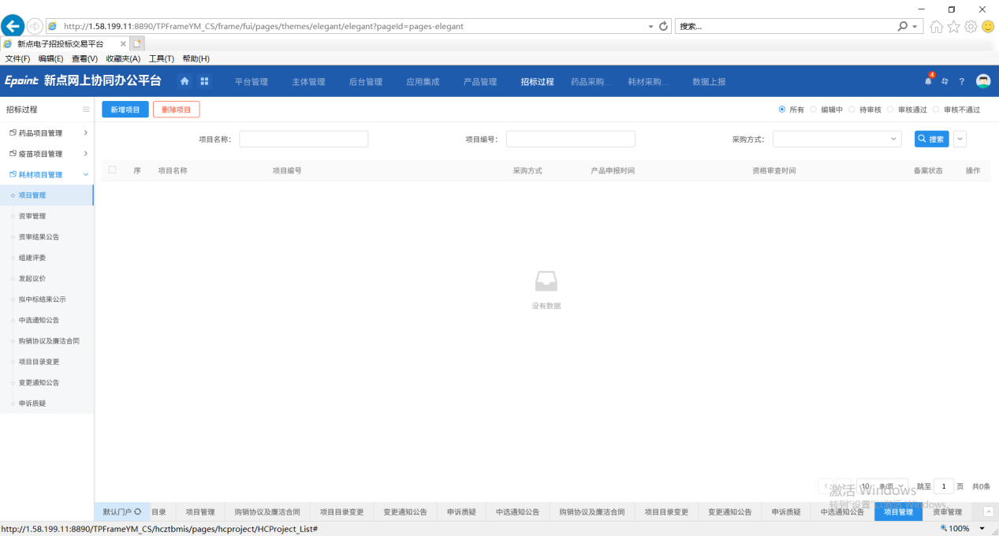 http://1.58.199.11:8890/TPFrameYM_CS/frame/fui/pages/themes/elegant/elegant?pageId=pages-elegant
搜索...
新点电子招投标交易平台
文件(F) 编辑(E) 查看(V) 收藏夹(A) 工具(T) 帮助(H)
Epoint 新点网上协同办公平台 平台管理 主体管理 后台管理 应用集成 产品管理 招标过程 药品采购... 耗材采购... 数据上报 4 ?
招标过程 新增项目 删除项目 所有 编辑中 待审核 审核通过 审核不通过
药品项目管理 项目名称: 项目编号: 采购方式: 搜索
疫苗项目管理
序 项目名称 项目编号 采购方式 产品申报时间 资格审查时间 备案状态 操作
耗材项目管理
项目管理
资审管理
资审结果公告
组建评委
发起议价
拟中标结果公示
中选通知公告
购销协议及廉洁合同
项目目录变更
变更通知公告
申诉质疑
没有数据
10 条/页 跳至 1 页 共0条
激活 Windows
转到"设置"以激活 Windows。
默认门户 目录 项目管理 购销协议及廉洁合同 项目目录变更 变更通知公告 申诉质疑 中选通知公告 购销协议及廉洁合同 项目目录变更 变更通知公告 申诉质疑 中选通知公告 项目管理 资审管理
http://1.58.199.11:8890/TPFrameYM_CS/hcztbmis/pages/hcproject/HCProject_List#
100%